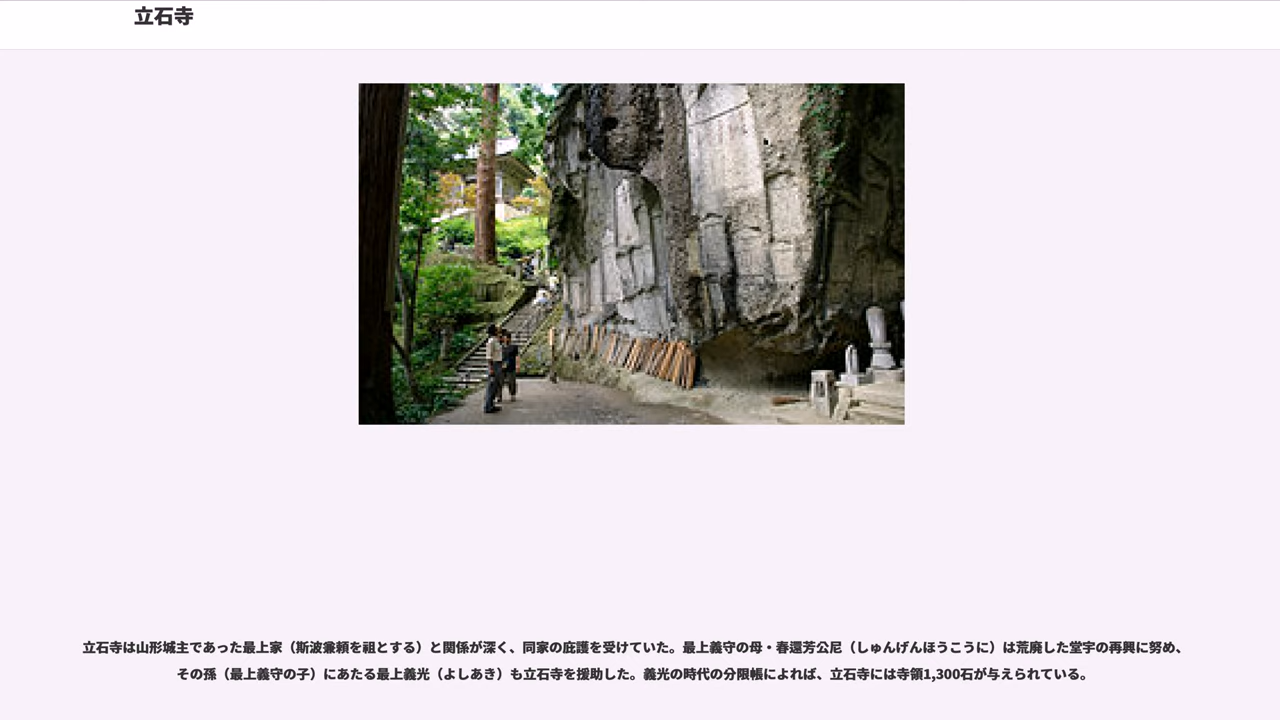 立石寺
立石寺は山形城主であった最上家（斯波兼頼を祖とする）と関係が深く、同家の庇護を受けていた。最上義守の母・春還芳公尼（しゅんげんほうこうに）は荒廃した堂宇の再興に努め、
その孫（最上義守の子）にあたる最上義光（よしあき）も立石寺を援助した。義光の時代の分限帳によれば、立石寺には寺領1,300石が与えられている。